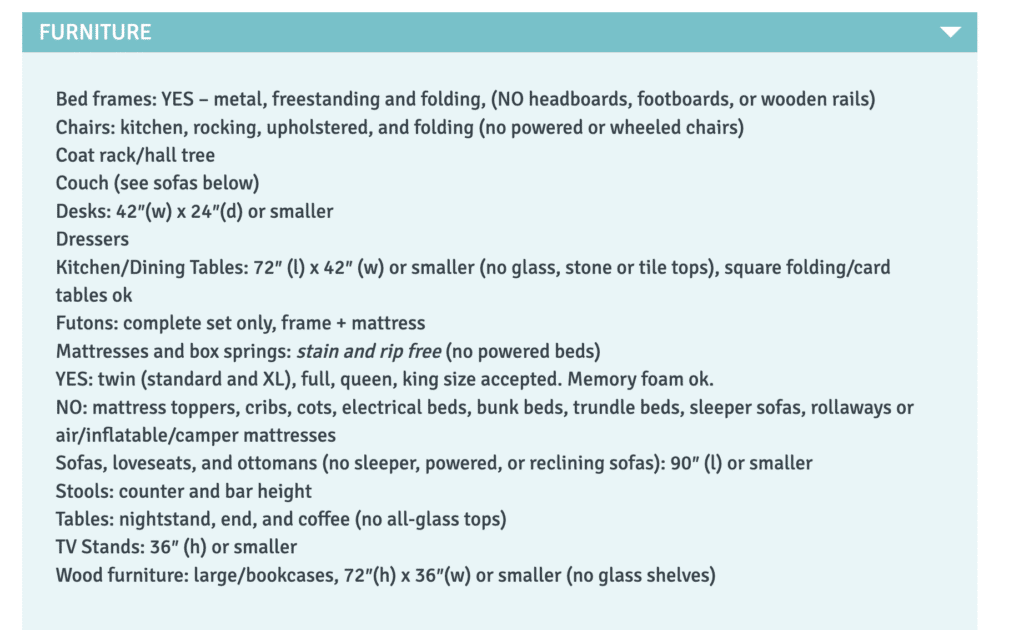 FURNITURE
Bed frames: YES – metal, freestanding and folding, (NO headboards, footboards, or wooden rails)
Chairs: kitchen, rocking, upholstered, and folding (no powered or wheeled chairs)
Coat rack/hall tree
Couch (see sofas below)
Desks: 42″(w) x 24″(d) or smaller
Dressers
Kitchen/Dining Tables: 72″ (l) x 42″ (w) or smaller (no glass, stone or tile tops), square folding/card
tables ok
Futons: complete set only, frame + mattress
Mattresses and box springs: stain and rip free (no powered beds)
YES: twin (standard and XL), full, queen, king size accepted. Memory foam ok.
NO: mattress toppers, cribs, cots, electrical beds, bunk beds, trundle beds, sleeper sofas, rollaways or
air/inflatable/camper mattresses
Sofas, loveseats, and ottomans (no sleeper, powered, or reclining sofas): 90″ (l) or smaller
Stools: counter and bar height
Tables: nightstand, end, and coffee (no all-glass tops)
TV Stands: 36″ (h) or smaller
Wood furniture: large/bookcases, 72″(h) x 36″(w) or smaller (no glass shelves)